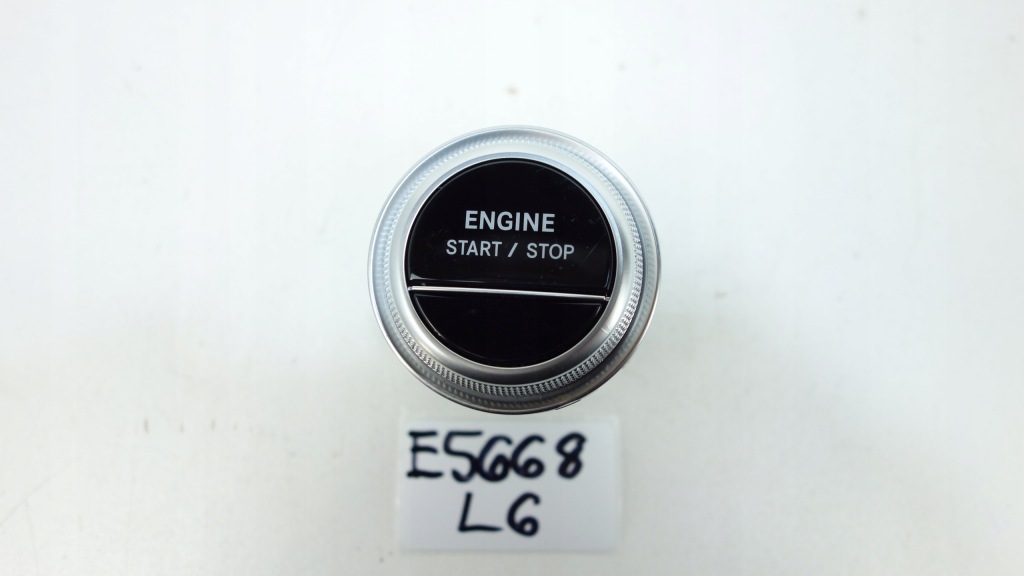 ENGINE
START / STOP
E5668
L6